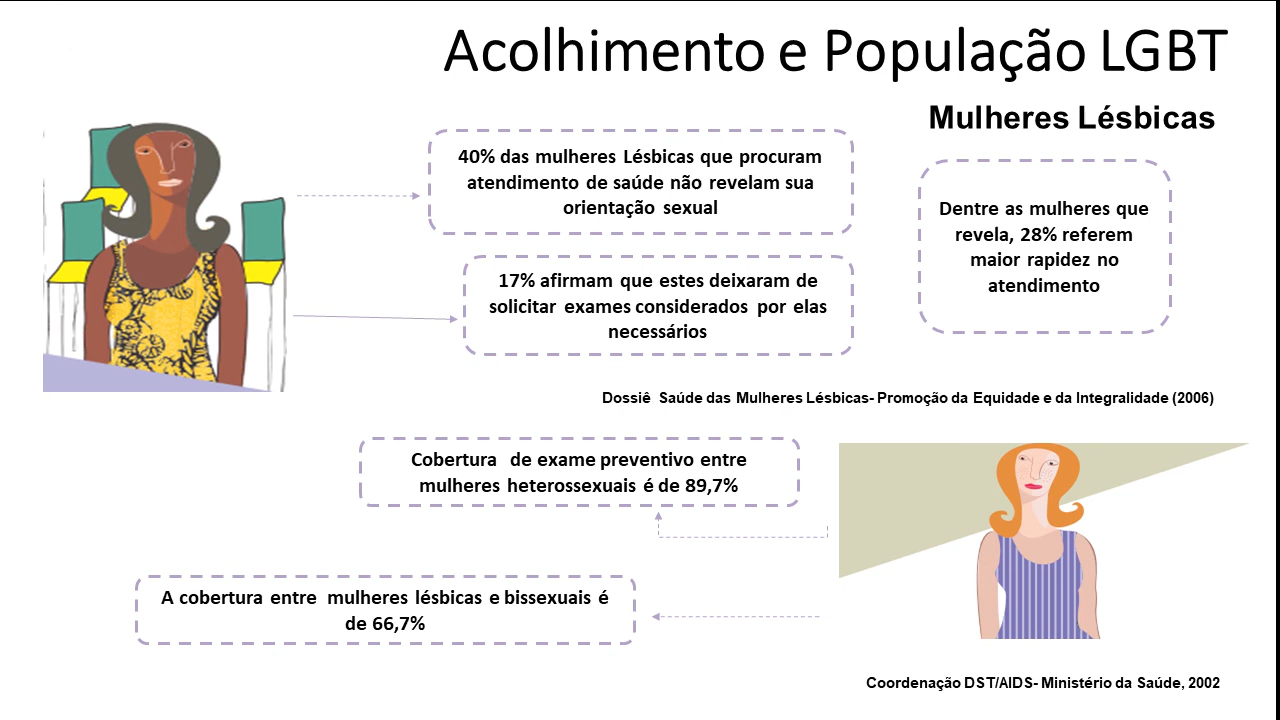 Acolhimento e População LGBT
Mulheres Lésbicas
40% das mulheres Lésbicas que procuram
atendimento de saúde não revelam sua
orientação sexual
Dentre as mulheres que
revela, 28% referem
maior rapidez no
atendimento
17% afirmam que estes deixaram de
solicitar exames considerados por elas
necessários
Dossiê Saúde das Mulheres Lésbicas- Promoção da Equidade e da Integralidade (2006)
Cobertura de exame preventivo entre
mulheres heterossexuais é de 89,7%
A cobertura entre mulheres lésbicas e bissexuais é
de 66,7%
Coordenação DST/AIDS- Ministério da Saúde, 2002